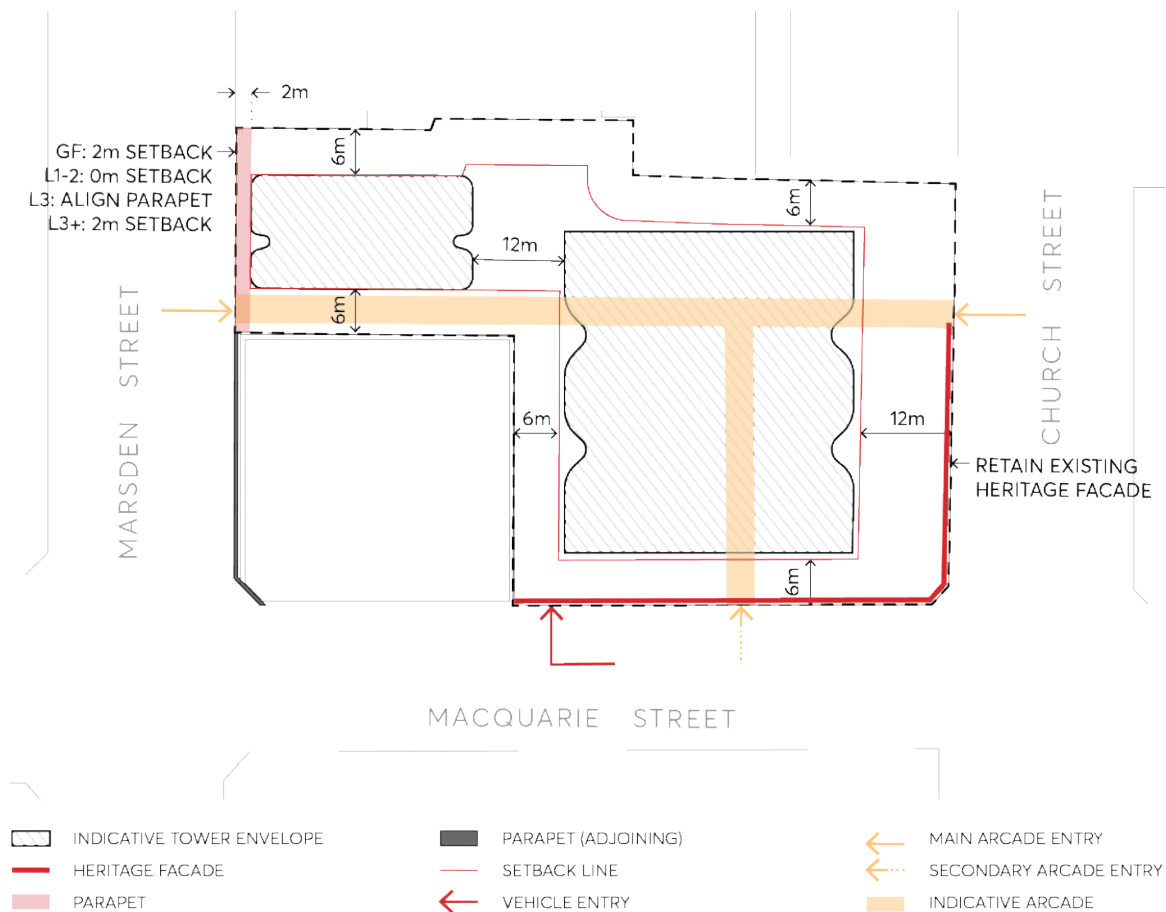 2m
GF: 2m SETBACK
L1-2: 0m SETBACK
L3: ALIGN PARAPET
L3+: 2m SETBACK
6m
6m
12m
6m
MARSDEN STREET
CHURCH STREET
6m
12m
RETAIN EXISTING
HERITAGE FACADE
6m
MACQUARIE STREET
INDICATIVE TOWER ENVELOPE
HERITAGE FACADE
PARAPET
PARAPET (ADJOINING)
SETBACK LINE
VEHICLE ENTRY
MAIN ARCADE ENTRY
SECONDARY ARCADE ENTRY
INDICATIVE ARCADE